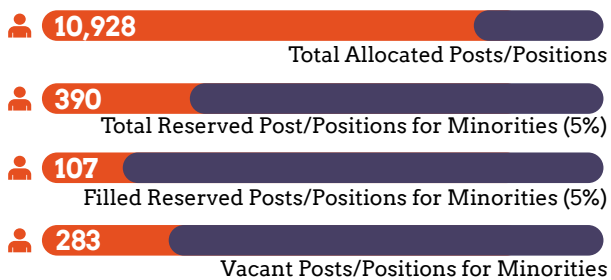 10,928
Total Allocated Posts/Positions
390
Total Reserved Post/Positions for Minorities (5%)
107
Filled Reserved Posts/Positions for Minorities (5%)
283
Vacant Posts/Positions for Minorities